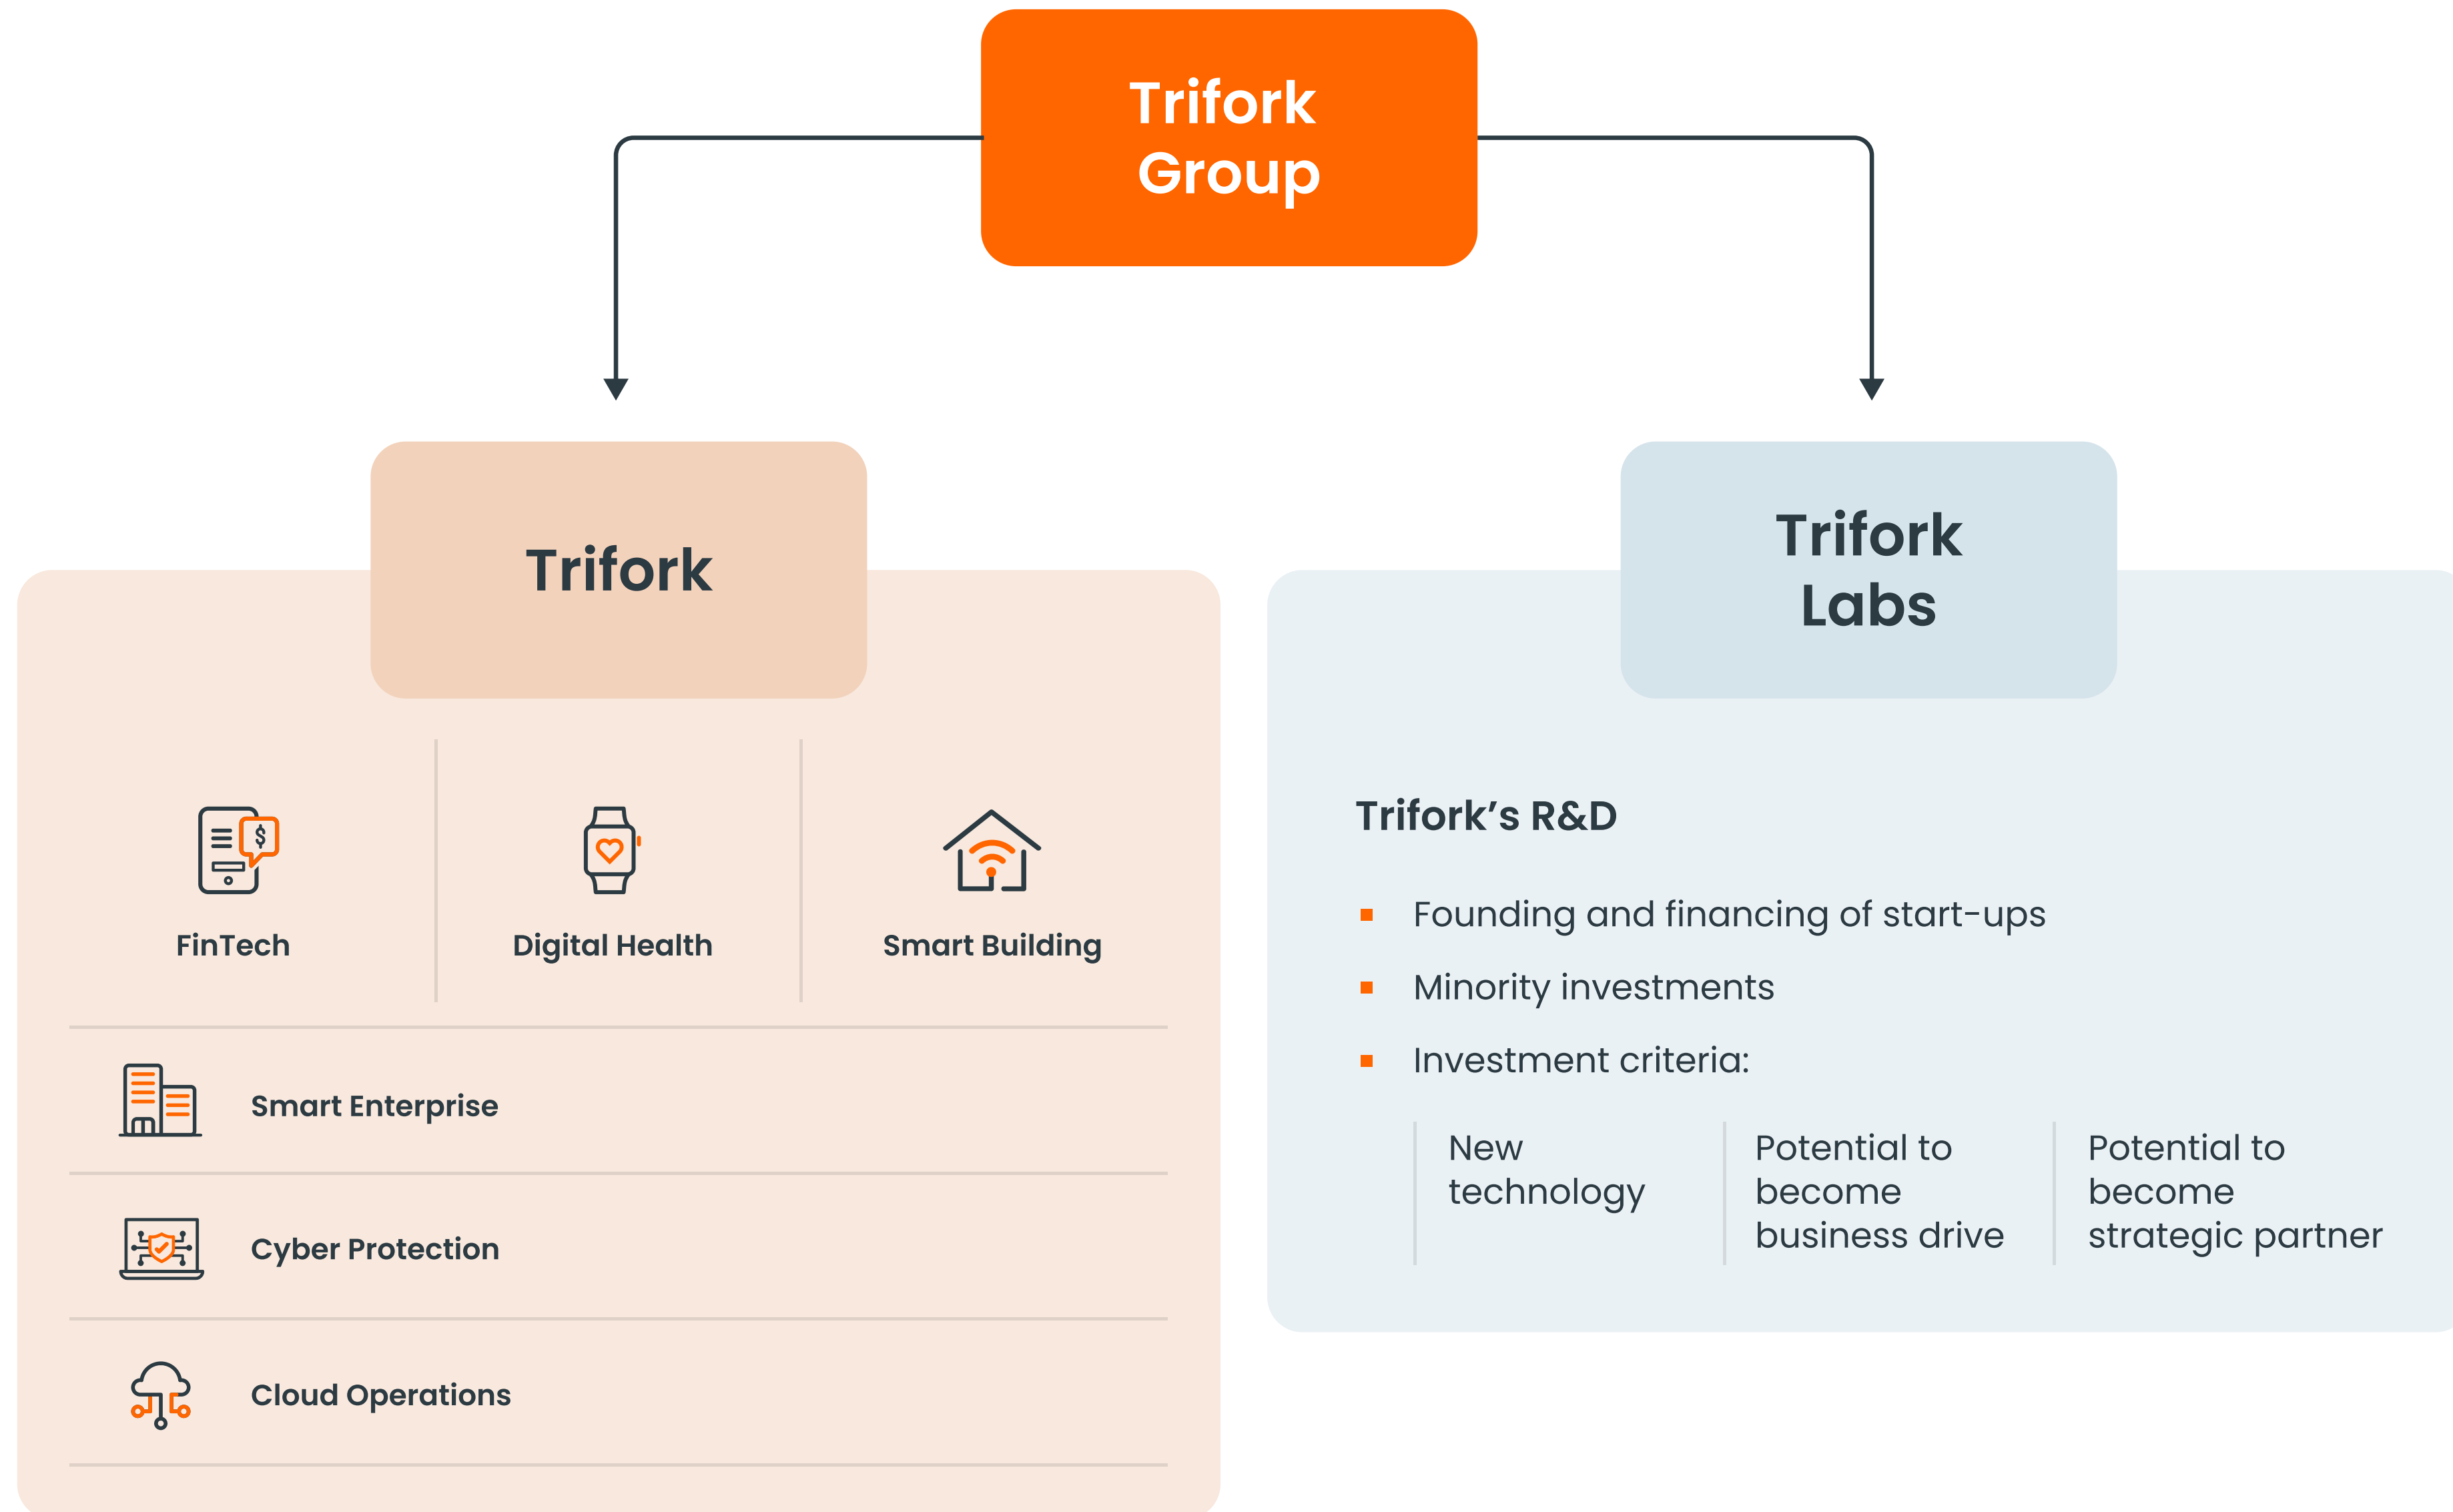 Trifork
Group
Trifork
FinTech
Digital Health
Smart Building
Smart Enterprise
Cyber Protection
Cloud Operations
Trifork
Labs
Trifork’s R&D
Founding and financing of start-ups
Minority investments
Investment criteria:
New
technology
Potential to
become
business drive
Potential to
become
strategic partner